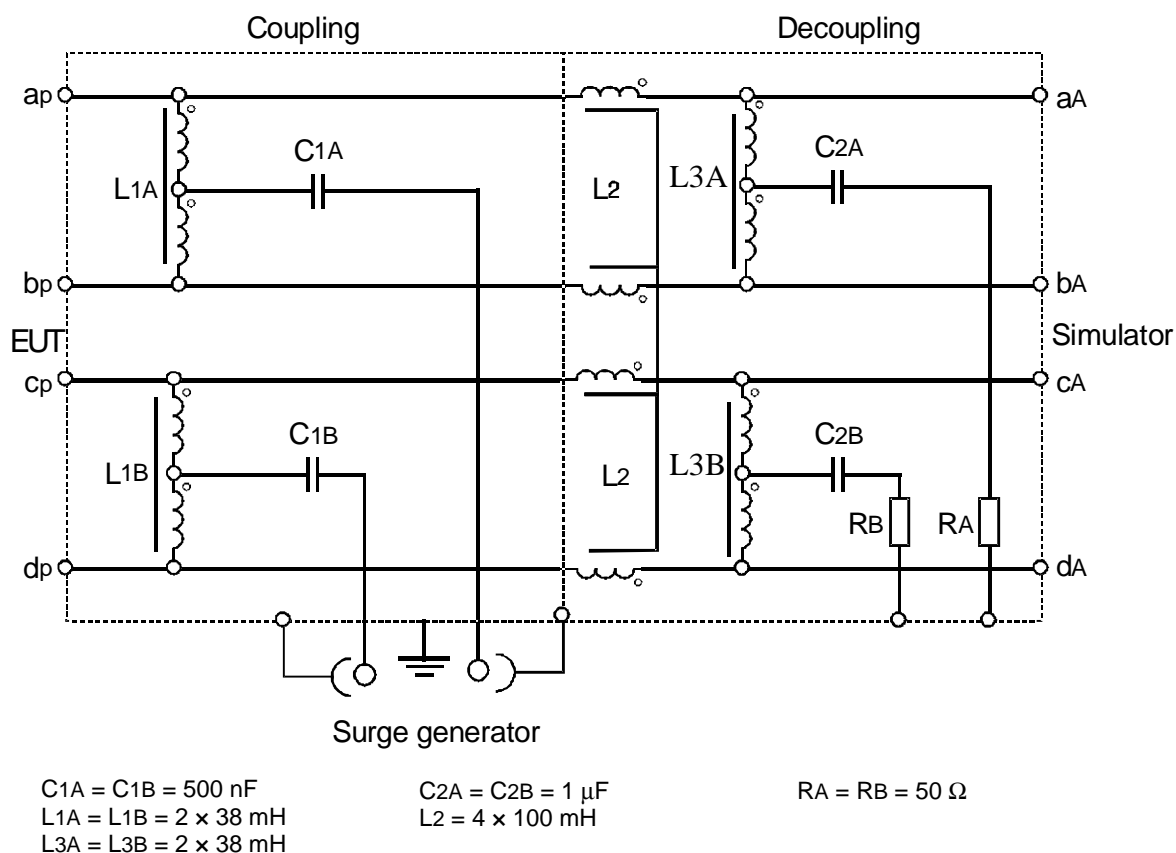 Coupling Decoupling
ap aA
C1A C2A
L1A L2 L3A
bp bA
EUT Simulator
cp cA
C1B C2B
L1B L2 L3B
RB RA
dp dA
Surge generator
C1A = C1B = 500 nF C2A = C2B = 1 μF RA = RB = 50 Ω
L1A = L1B = 2 × 38 mH L2 = 4 × 100 mH
L3A = L3B = 2 × 38 mH